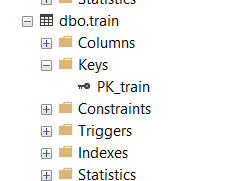 Statistics
dbo.train
Columns
Keys
PK_train
Constraints
Triggers
Indexes
Statistics